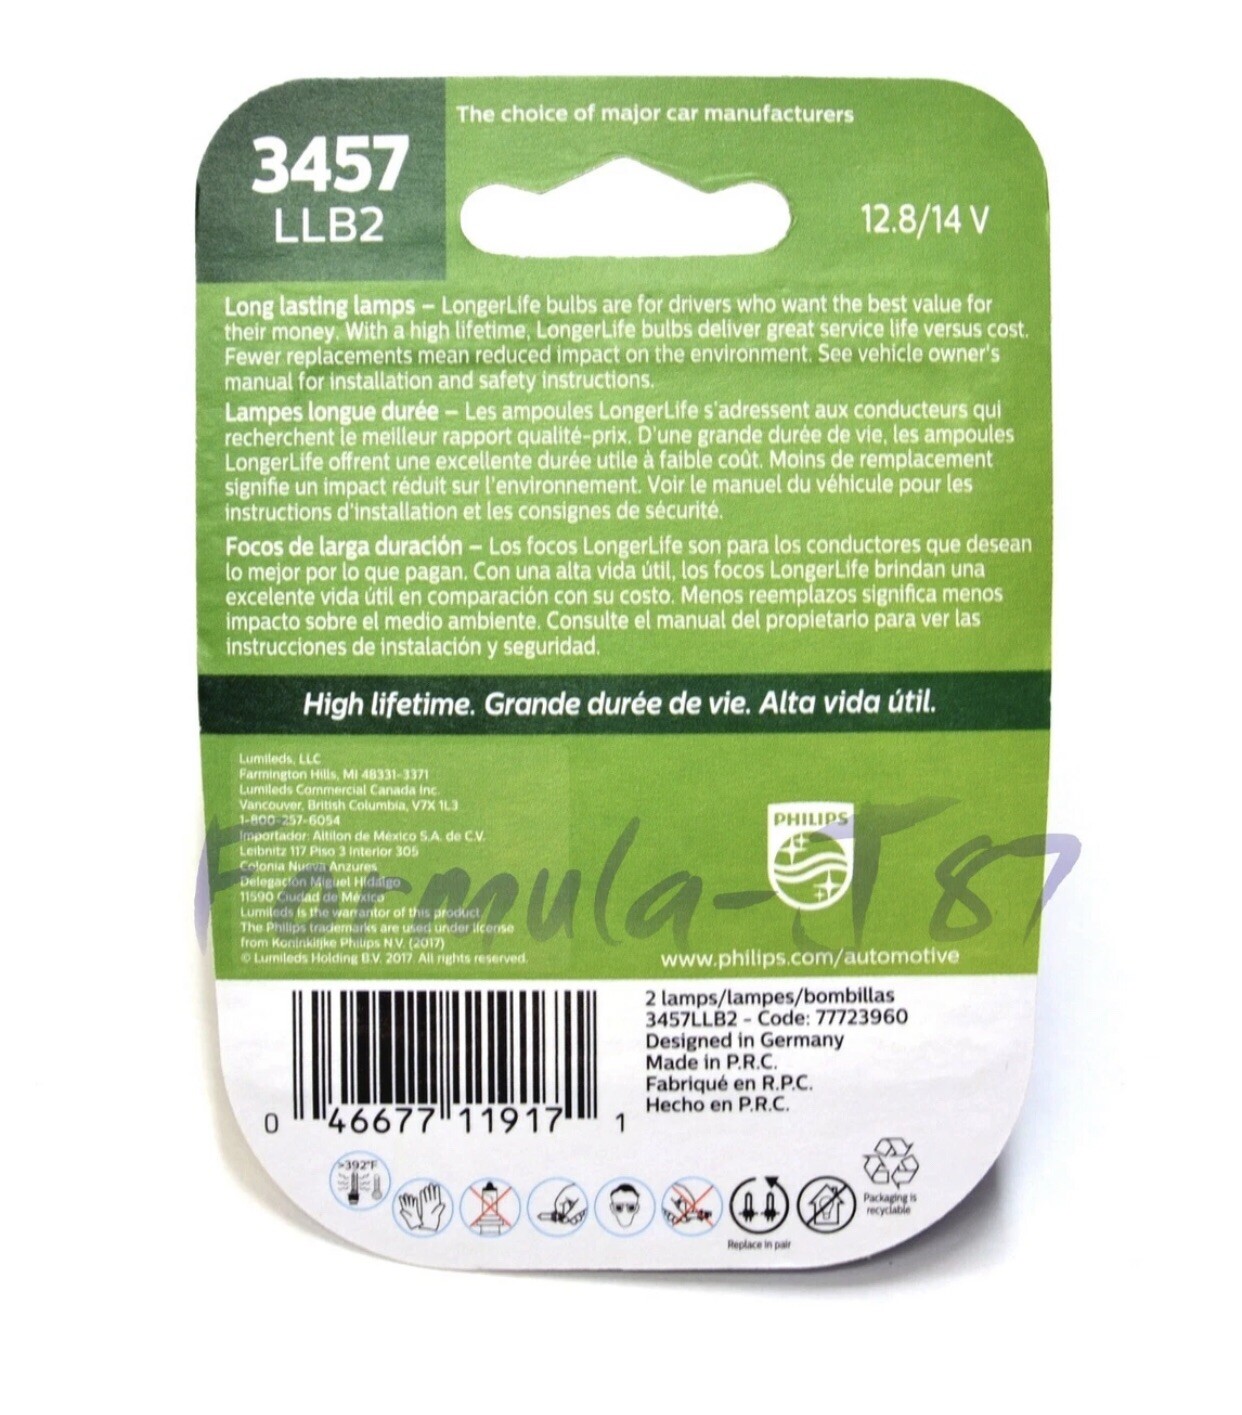 The choice of major car manufacturers
3457
LLB2
12.8/14 V
Long lasting lamps – LongerLife bulbs are for drivers who want the best value for
their money. With a high lifetime, LongerLife bulbs deliver great service life versus cost.
Fewer replacements mean reduced impact on the environment. See vehicle owner's
manual for installation and safety instructions.
Lampes longue durée – Les ampoules LongerLife s'adressent aux conducteurs qui
recherchent le meilleur rapport qualité-prix. D'une grande durée de vie, les ampoules
LongerLife offrent une excellente durée utile à faible coût. Moins de remplacement
signifie un impact réduit sur l'environnement. Voir le manuel du véhicule pour les
instructions d'installation et les consignes de sécurité.
Focos de larga duración – Los focos LongerLife son para los conductores que desean
lo mejor por lo que pagan. Con una alta vida útil, los focos LongerLife brindan una
excelente vida útil en comparación con su costo. Menos reemplazos significa menos
impacto sobre el medio ambiente. Consulte el manual del propietario para ver las
instrucciones de instalación y seguridad.
High lifetime. Grande durée de vie. Alta vida útil.
Lumileds, LLC
Farmington Hills, MI 48331-3371
Lumileds Commercial Canada Inc.
Vancouver, British Columbia, V7X 1L3
1-800-257-6054
Importador: Altilon de México S.A. de C.V.
Leibnitz 117 Piso 3 Interior 305
Colonia Nueva Anzures
Delegación Miguel Hidalgo
11590 Ciudad de México
Lumileds is the warrantor of this product.
The Philips trademarks are used under license
from Koninklijke Philips N.V. (2017)
© Lumileds Holding B.V. 2017. All rights reserved.
PHILIPS
Formula-T87
www.philips.com/automotive
2 lamps/lampes/bombillas
3457LLB2 - Code: 77723960
Designed in Germany
Made in P.R.C.
Fabriqué en R.P.C.
Hecho en P.R.C.
0 46677 11917 1
>392°F
Replace in pair
Packaging is
recyclable